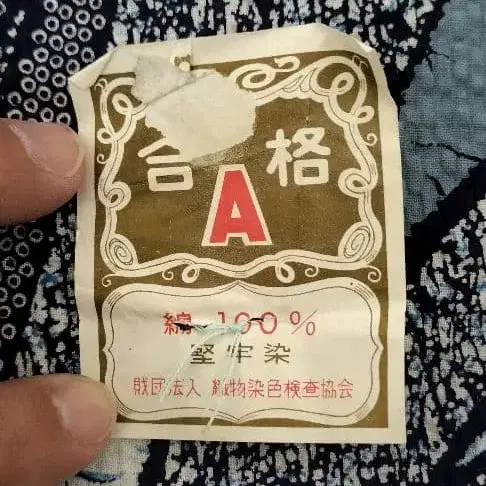 合格
A
綿 100%
堅牢染
財団法人 織物染色検査協会